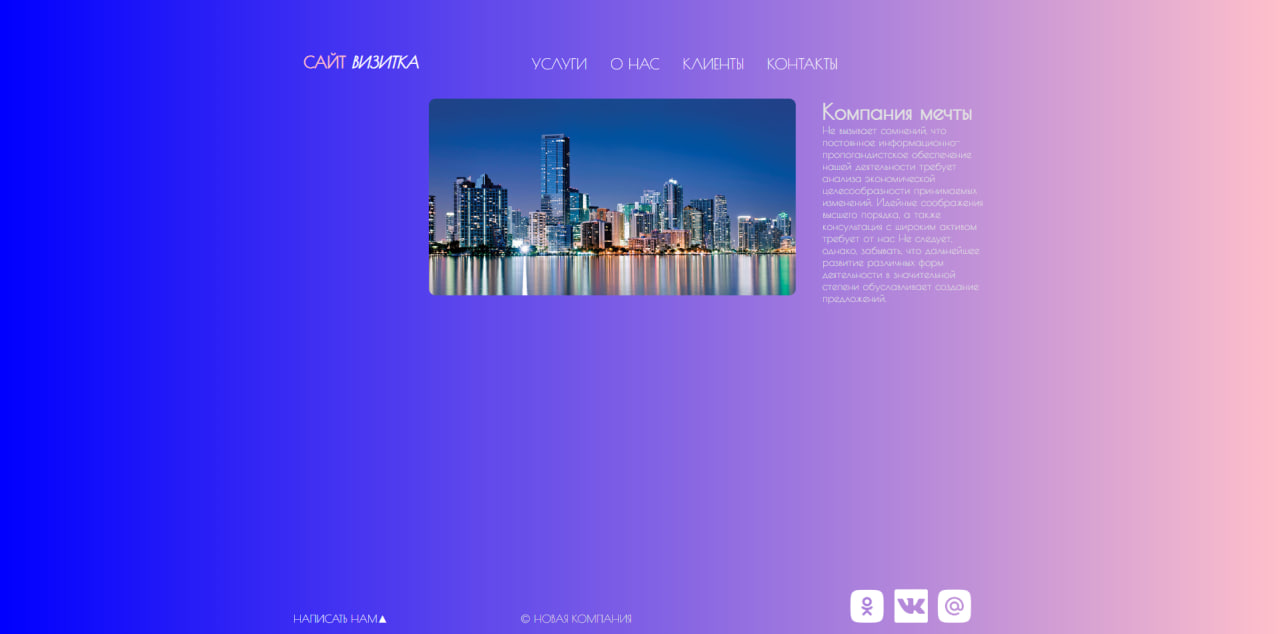 САЙТ ВИЗИТКА
УСЛУГИ О НАС КЛИЕНТЫ КОНТАКТЫ
Компания мечты
Не вызывает сомнений, что
постоянное информационно-
пропогандистское обеспечение
нашей деятельности требует
анализа экономической
целесообразности принимаемых
изменений. Идейные соображения
высшего порядка, а также
консультация с широким активом
требует от нас Не следует,
однако, забывать, что дальнейшее
развитие различных форм
деятельности в значительной
степени обуславливает создание
предложений.
НАПИСАТЬ НАМ▲
© НОВАЯ КОМПАНИЯ